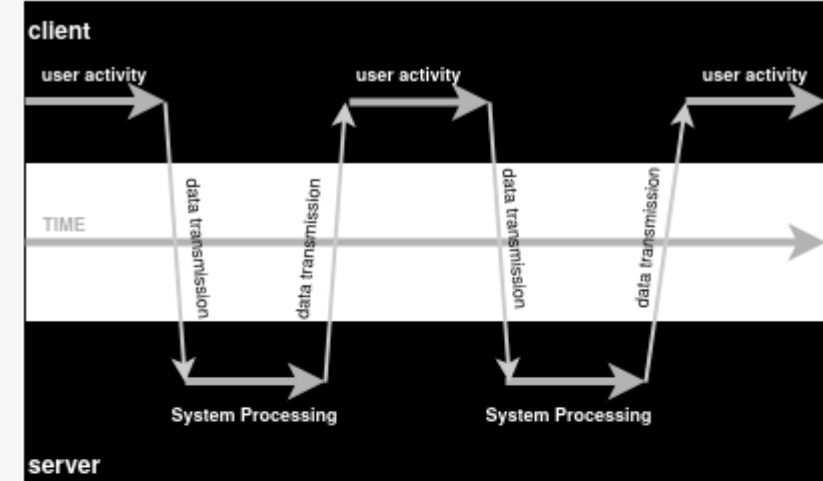 client
user activity
user activity
user activity
data transmission
data transmission
data transmission
data transmission
TIME
System Processing
System Processing
server